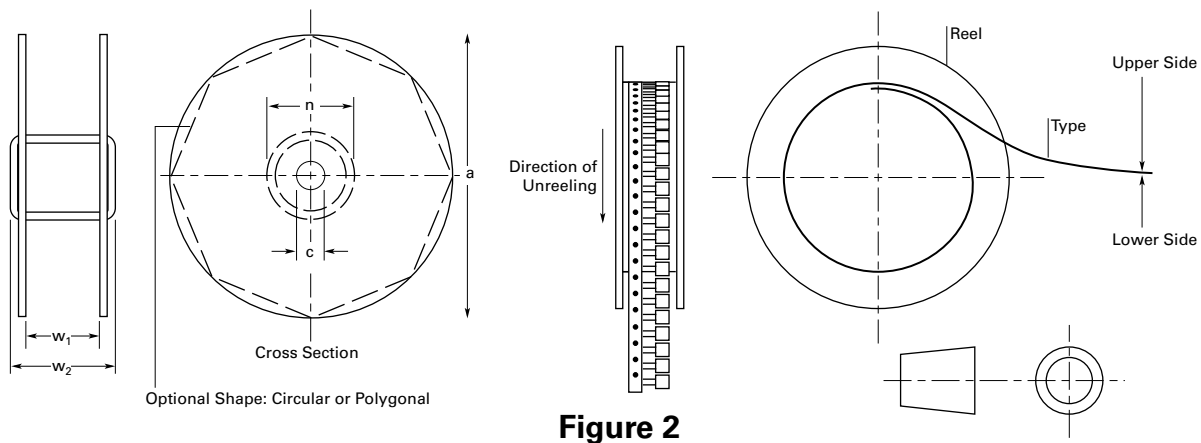 n
a
c
w1
w2
Cross Section
Optional Shape: Circular or Polygonal
Direction of
Unreeling
Reel
Upper Side
Type
Lower Side
Figure 2